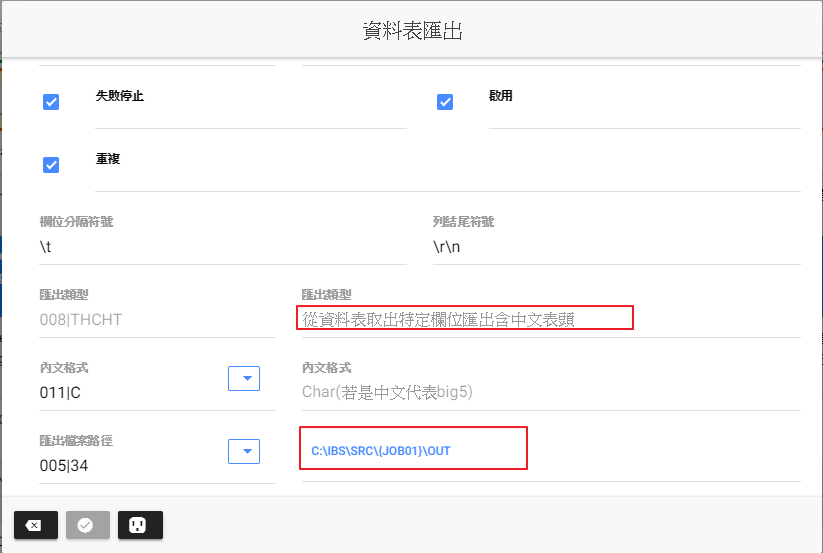 資料表匯出
失敗停止
啟用
重複
欄位分隔符號
列結尾符號
\t
\r\n
匯出類型
匯出類型
008|THCHT
從資料表取出特定欄位匯出含中文表頭
內文格式
內文格式
011|C
Char(若是中文代表big5)
匯出檔案路徑
005|34
C:\IBS\SRC\{JOB01}\OUT